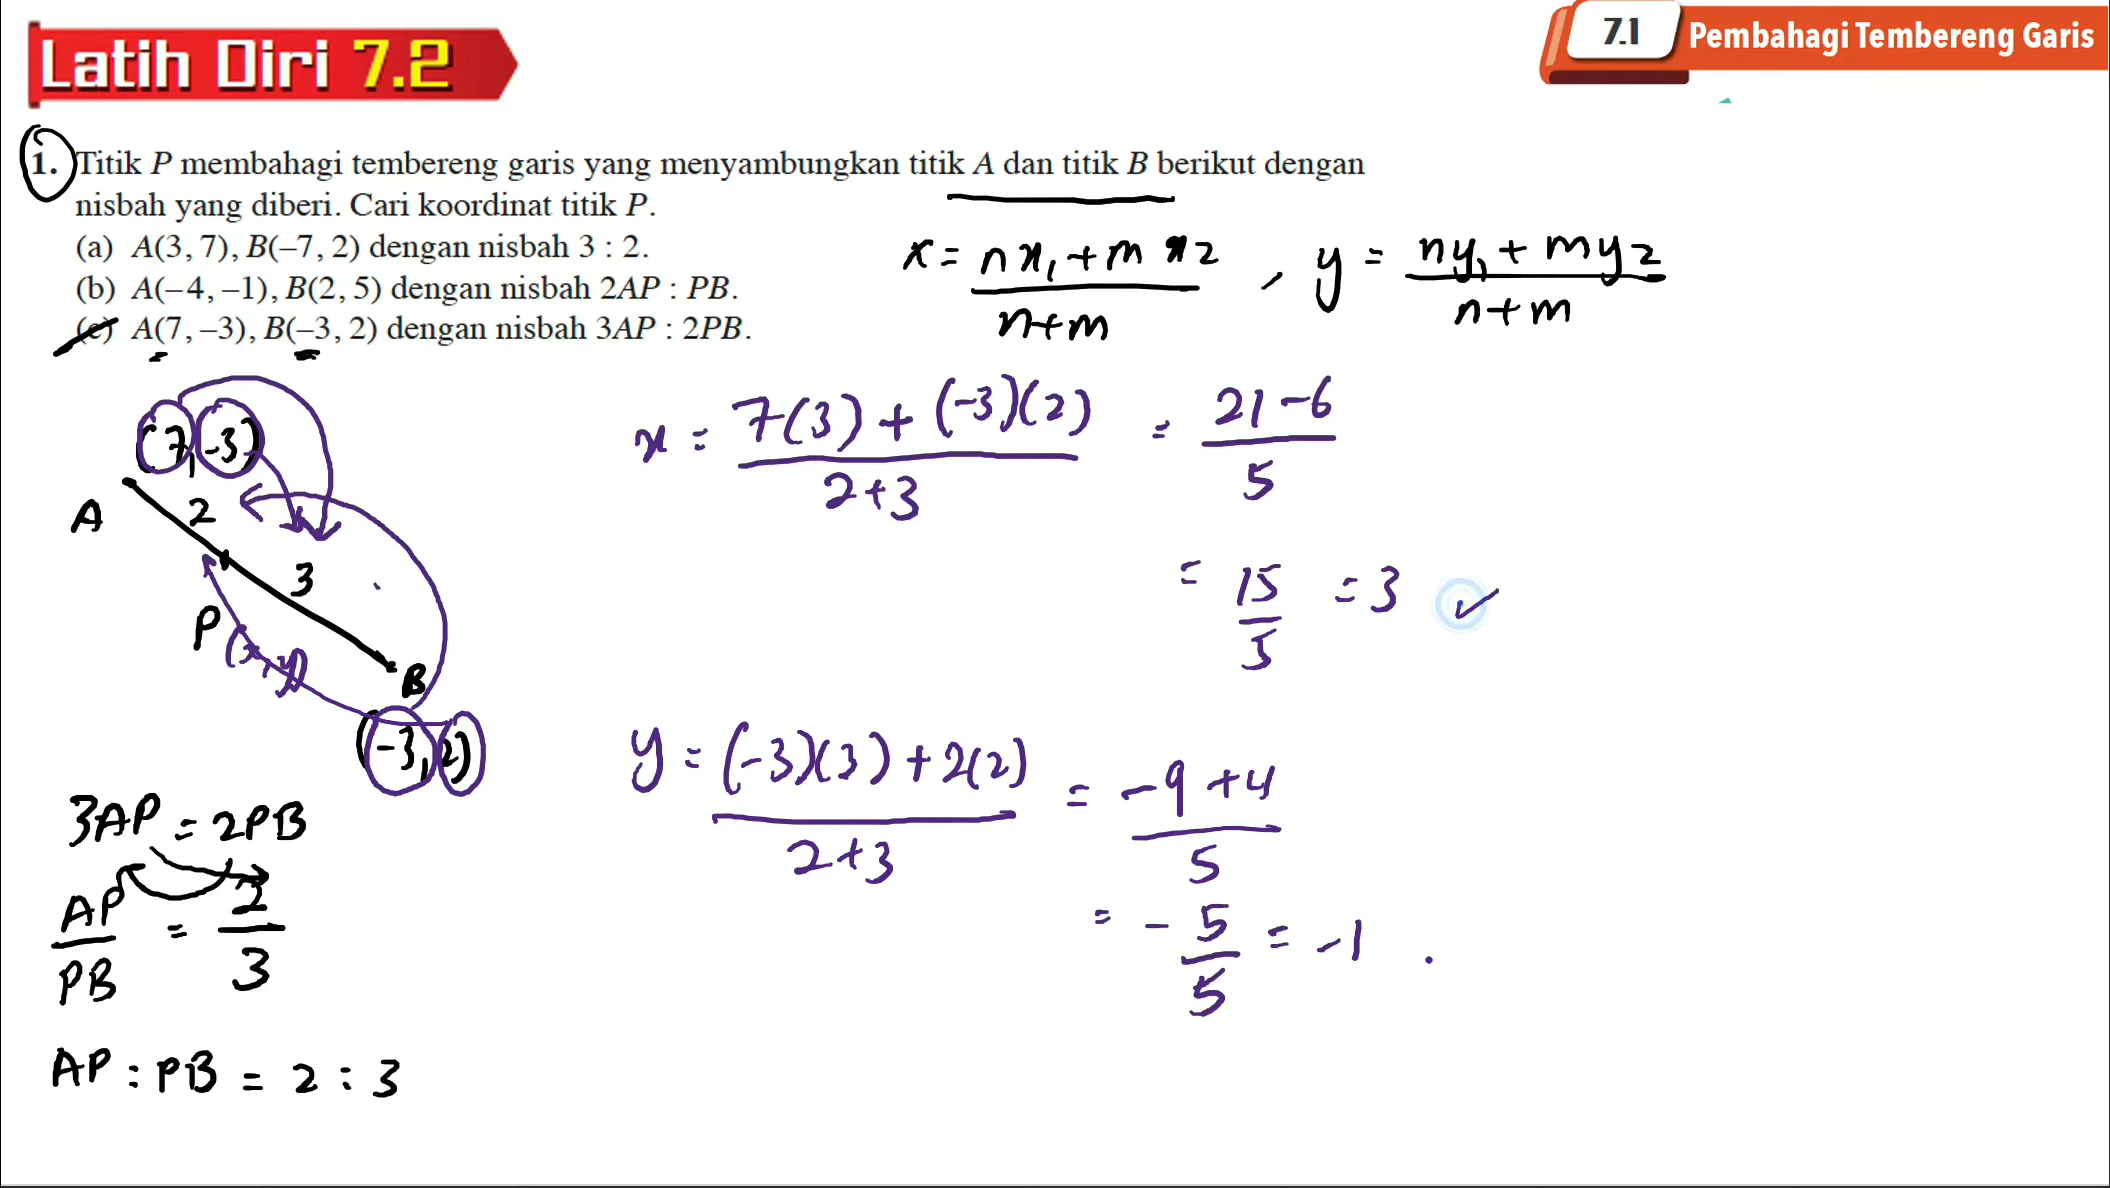 Latih Diri 7.2
7.1 Pembahagi Tembereng Garis
1. Titik P membahagi tembereng garis yang menyambungkan titik A dan titik B berikut dengan
nisbah yang diberi. Cari koordinat titik P.
(a) A(3, 7), B(–7, 2) dengan nisbah 3 : 2.
(b) A(–4, –1), B(2, 5) dengan nisbah 2AP : PB.
(c) A(7, –3), B(–3, 2) dengan nisbah 3AP : 2PB.
x = (nx₁ + mx₂)/(n+m) , y = (ny₁ + my₂)/(n+m)
(7, -3)
A
2
3
P (x, y)
B
(-3, 2)
x = (7(3) + (-3)(2))/(2+3) = (21 - 6)/5
= 15/5 = 3 ✓
y = ((-3)(3) + 2(2))/(2+3) = (-9 + 4)/5
= -5/5 = -1 .
3AP = 2PB
AP/PB = 2/3
AP : PB = 2 : 3